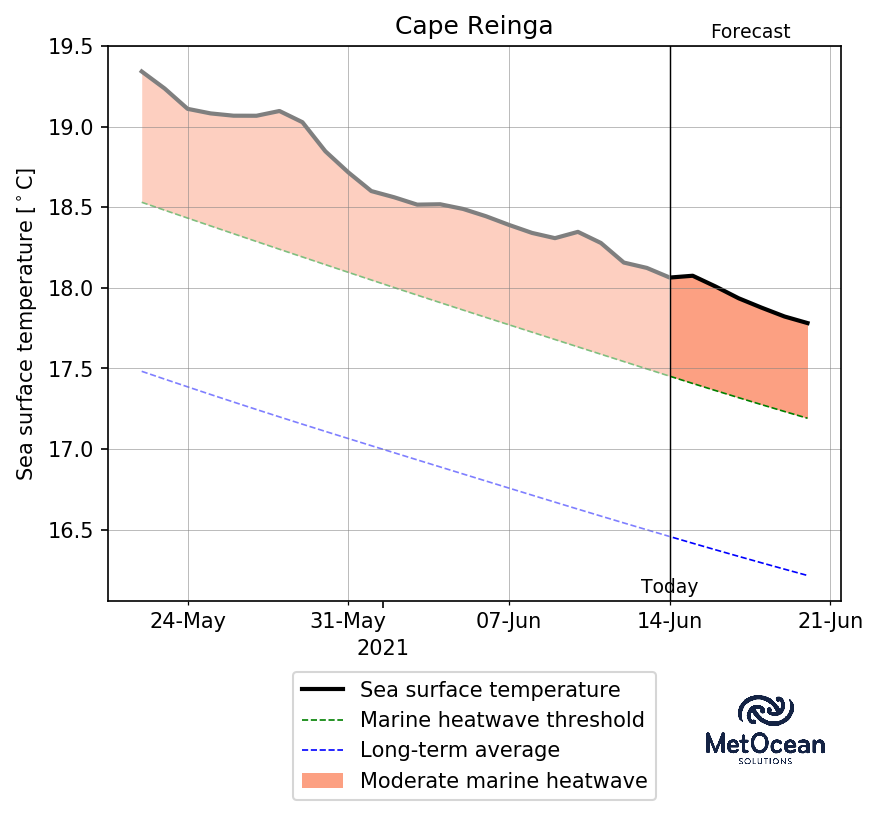 Cape Reinga
Forecast
Sea surface temperature [°C]
19.5
19.0
18.5
18.0
17.5
17.0
16.5
Today
24-May 31-May 07-Jun 14-Jun 21-Jun
2021
Sea surface temperature
Marine heatwave threshold
Long-term average
Moderate marine heatwave
MetOcean
SOLUTIONS